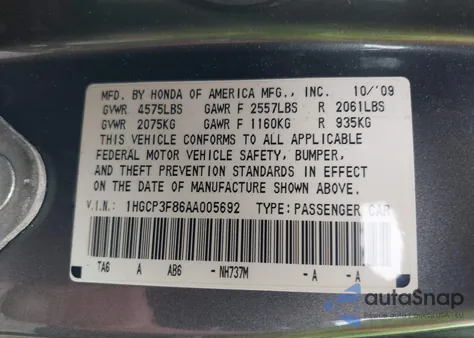 MFD. BY HONDA OF AMERICA MFG., INC. 10/'09
GVWR 4575LBS GAWR F 2557LBS R 2061LBS
GVWR 2075KG GAWR F 1160KG R 935KG
THIS VEHICLE CONFORMS TO ALL APPLICABLE
FEDERAL MOTOR VEHICLE SAFETY, BUMPER,
AND THEFT PREVENTION STANDARDS IN EFFECT
ON THE DATE OF MANUFACTURE SHOWN ABOVE.
V.I.N.: 1HGCP3F86AA005692 TYPE: PASSENGER CAR
TA6 A AB6 -NH737M -A -A
autoSnap